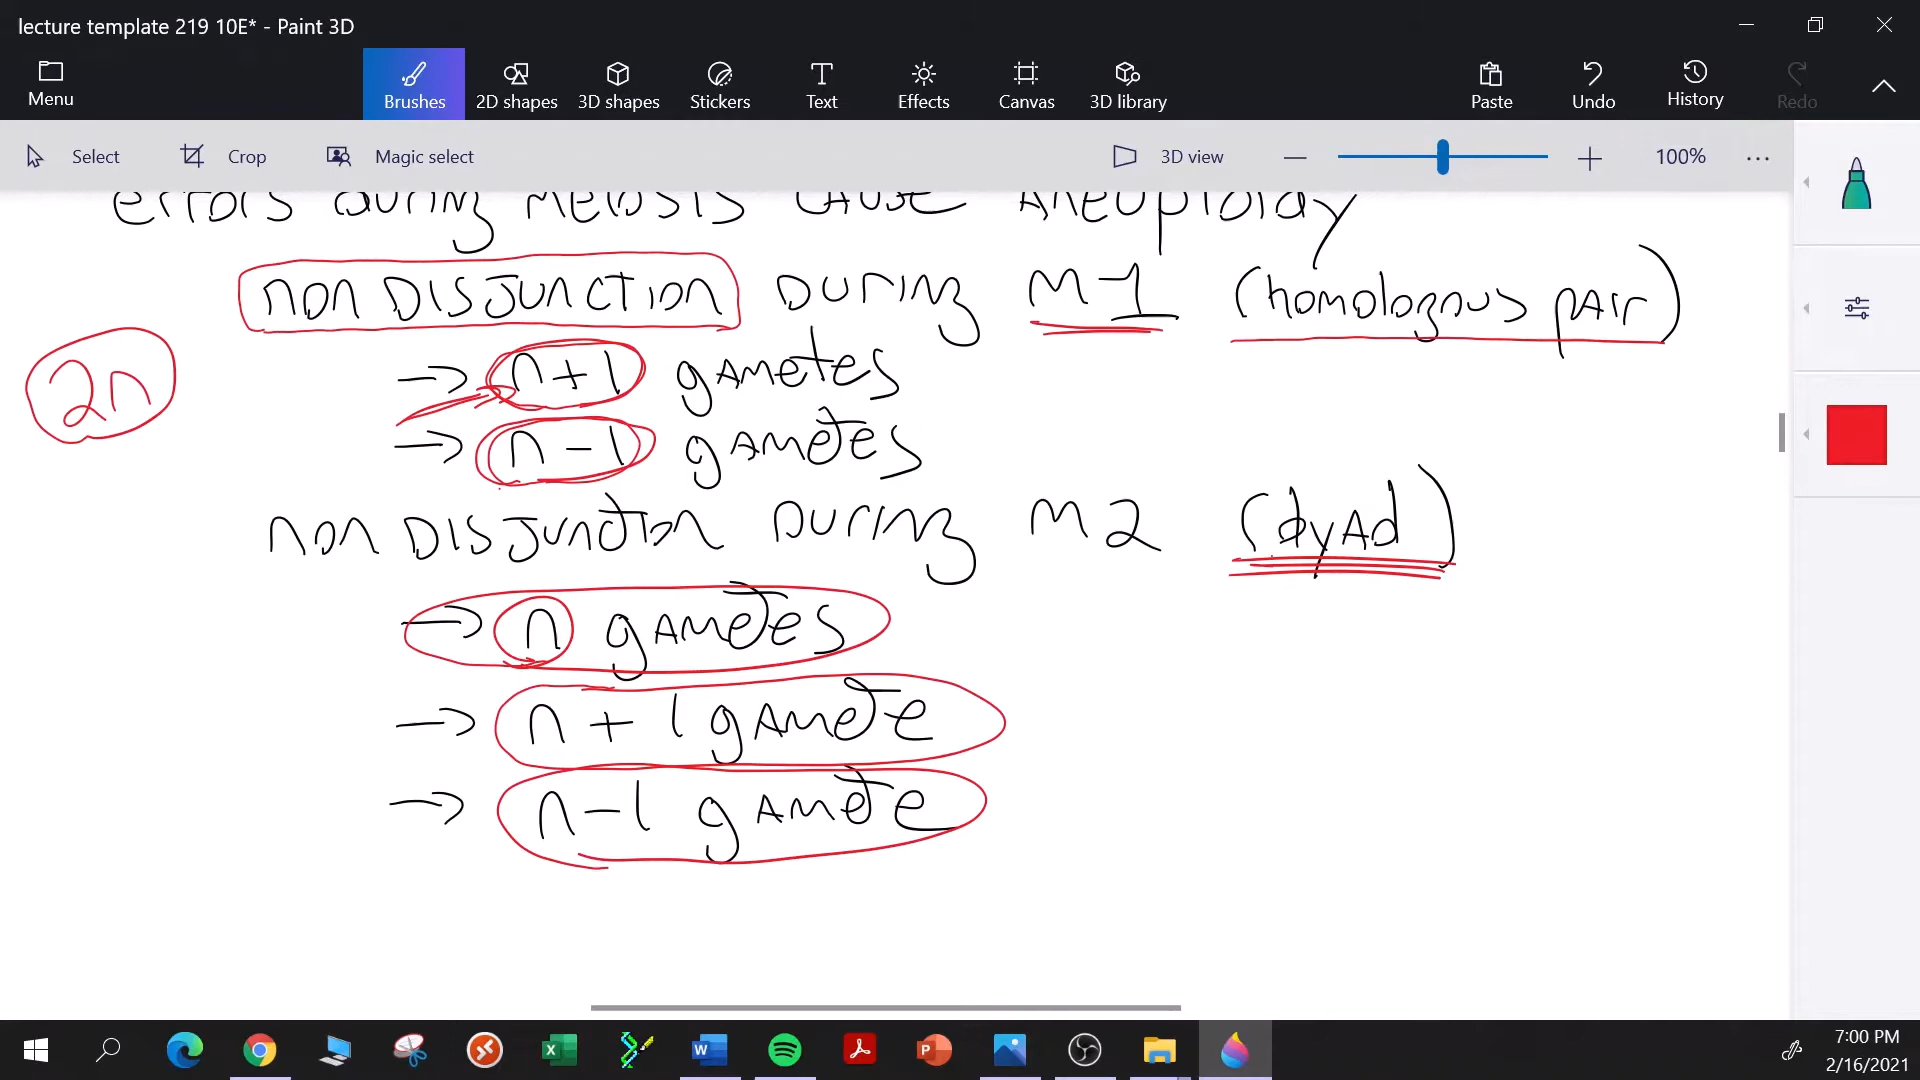 lecture template 219 10E* - Paint 3D
Menu
Brushes
2D shapes
3D shapes
Stickers
Text
Effects
Canvas
3D library
Paste
Undo
History
Redo
Select
Crop
Magic select
3D view
100%
errors during meiosis cause Aneuploidy
non DISJUNCTION DURING M-1 (homologous pAir)
2n
→ n+1 gAmetes
→ n-1 gAmetes
non DISJunction DURING M2 (dyAd)
→ n gAmetes
→ n+1 gAmete
→ n-1 gAmete
7:00 PM
2/16/2021